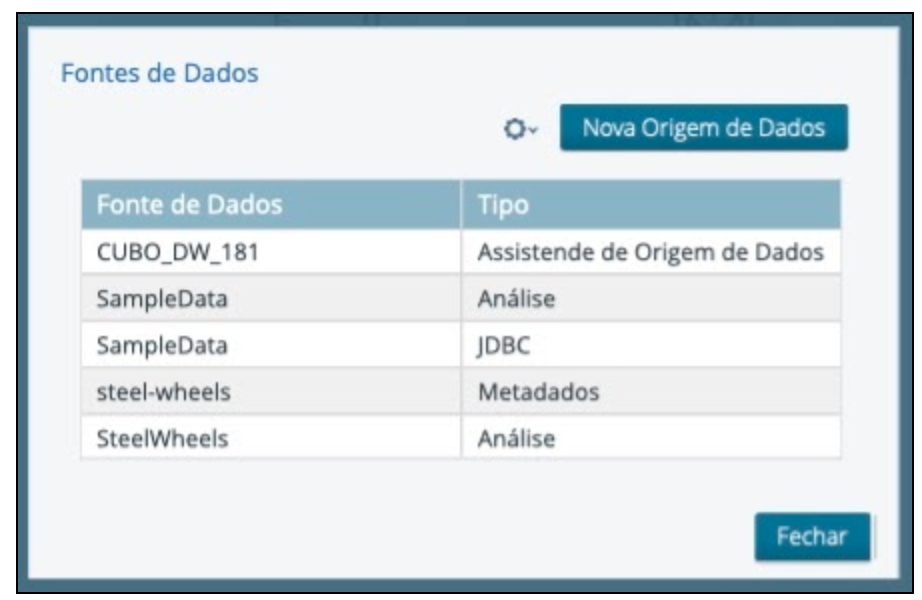 Fontes de Dados
Nova Origem de Dados
Fonte de Dados Tipo
CUBO_DW_181 Assistende de Origem de Dados
SampleData Análise
SampleData JDBC
steel-wheels Metadados
SteelWheels Análise
Fechar